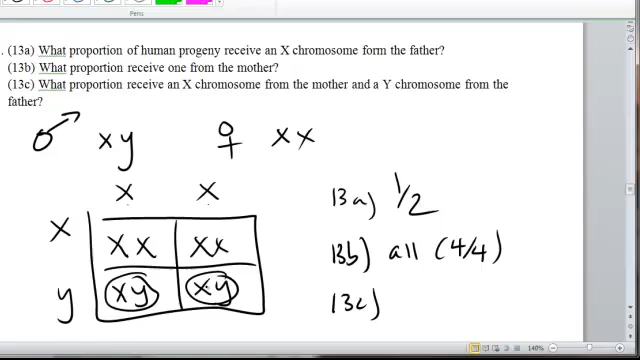 Pens
. (13a) What proportion of human progeny receive an X chromosome form the father?
(13b) What proportion receive one from the mother?
(13c) What proportion receive an X chromosome from the mother and a Y chromosome from the
father?
♂ xy ♀ xx
x x
x xx xx
y xy xy
13a) 1/2
13b) all (4/4)
13c)
140%